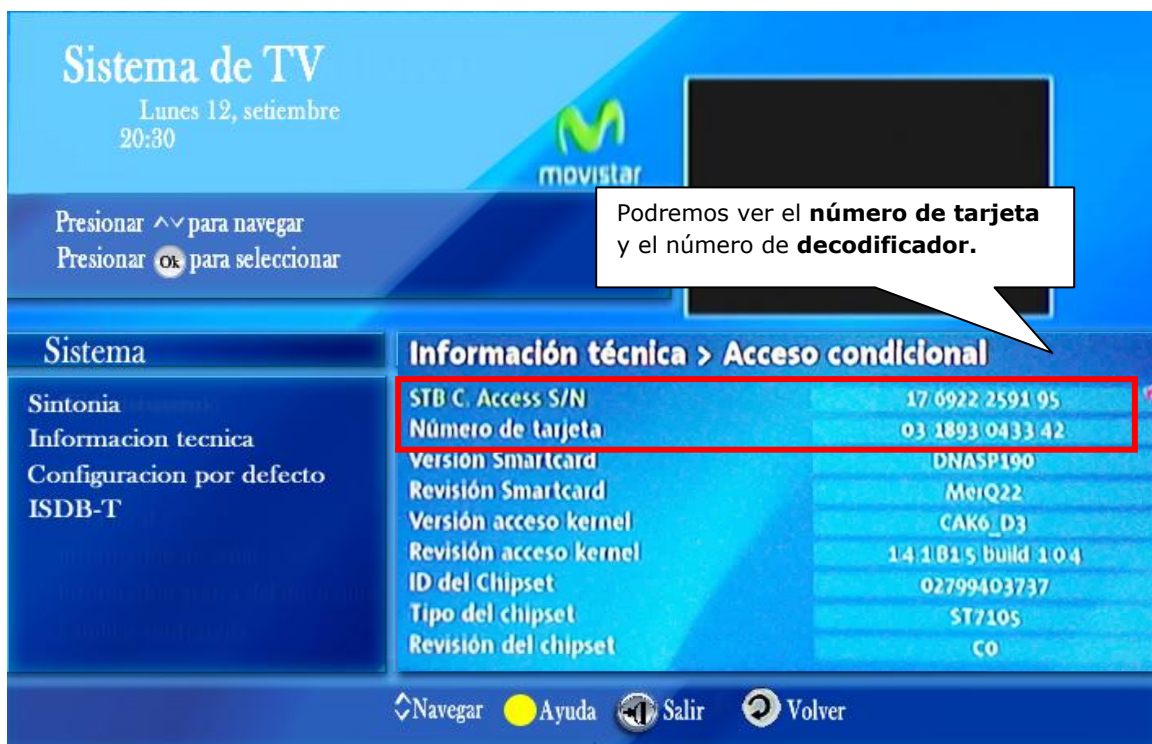 Sistema de TV
Lunes 12, setiembre
20:30
movistar
Presionar para navegar
Presionar Ok para seleccionar
Podremos ver el número de tarjeta
y el número de decodificador.
Sistema
Sintonia
Informacion tecnica
Configuracion por defecto
ISDB-T
Información técnica > Acceso condicional
STB C. Access S/N 17 6922 2591 95
Número de tarjeta 03 1893 0433 42
Versión Smartcard DNASP190
Revisión Smartcard MerQ22
Versión acceso kernel CAK6_D3
Revisión acceso kernel 1 4 1 B1 5 build 1 0 4
ID del Chipset 02799403737
Tipo del chipset ST7105
Revisión del chipset C0
Navegar Ayuda Salir Volver